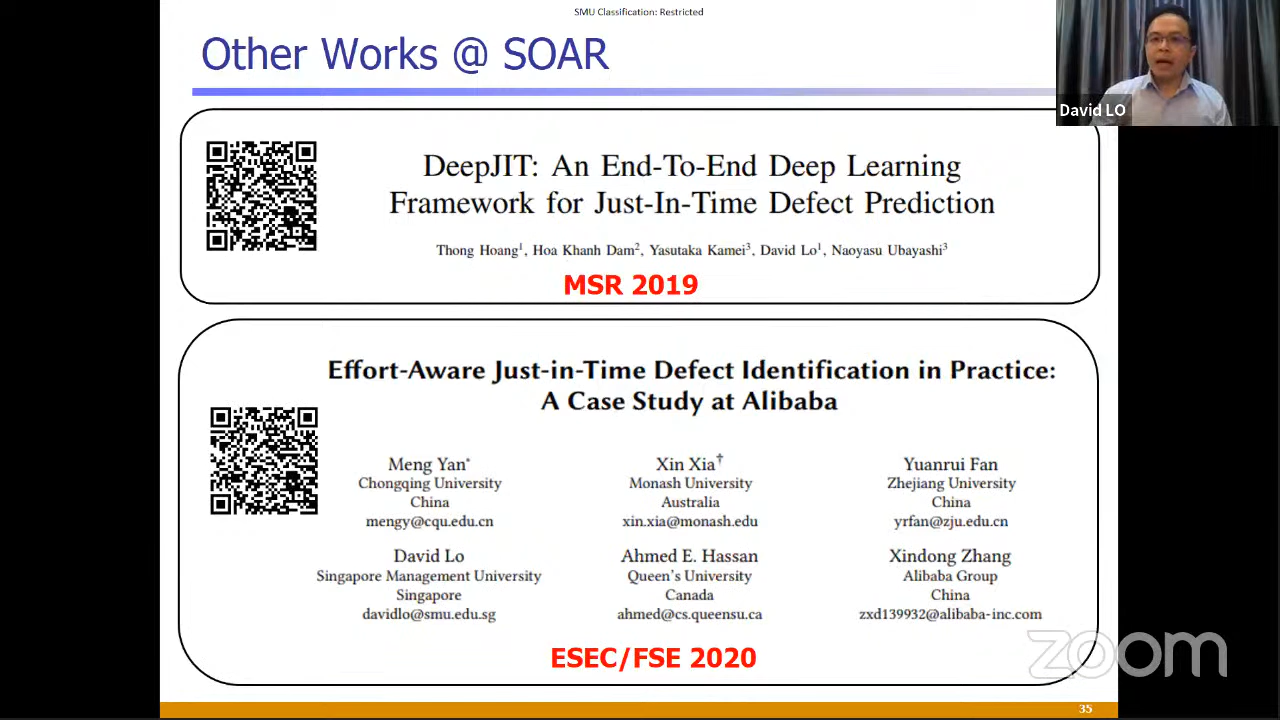 SMU Classification: Restricted
Other Works @ SOAR
David LO
DeepJIT: An End-To-End Deep Learning
Framework for Just-In-Time Defect Prediction
Thong Hoang1, Hoa Khanh Dam2, Yasutaka Kamei3, David Lo1, Naoyasu Ubayashi3
MSR 2019
Effort-Aware Just-in-Time Defect Identification in Practice:
A Case Study at Alibaba
Meng Yan*
Chongqing University
China
mengy@cqu.edu.cn
Xin Xia†
Monash University
Australia
xin.xia@monash.edu
Yuanrui Fan
Zhejiang University
China
yrfan@zju.edu.cn
David Lo
Singapore Management University
Singapore
davidlo@smu.edu.sg
Ahmed E. Hassan
Queen's University
Canada
ahmed@cs.queensu.ca
Xindong Zhang
Alibaba Group
China
zxd139932@alibaba-inc.com
ESEC/FSE 2020
zoom
35